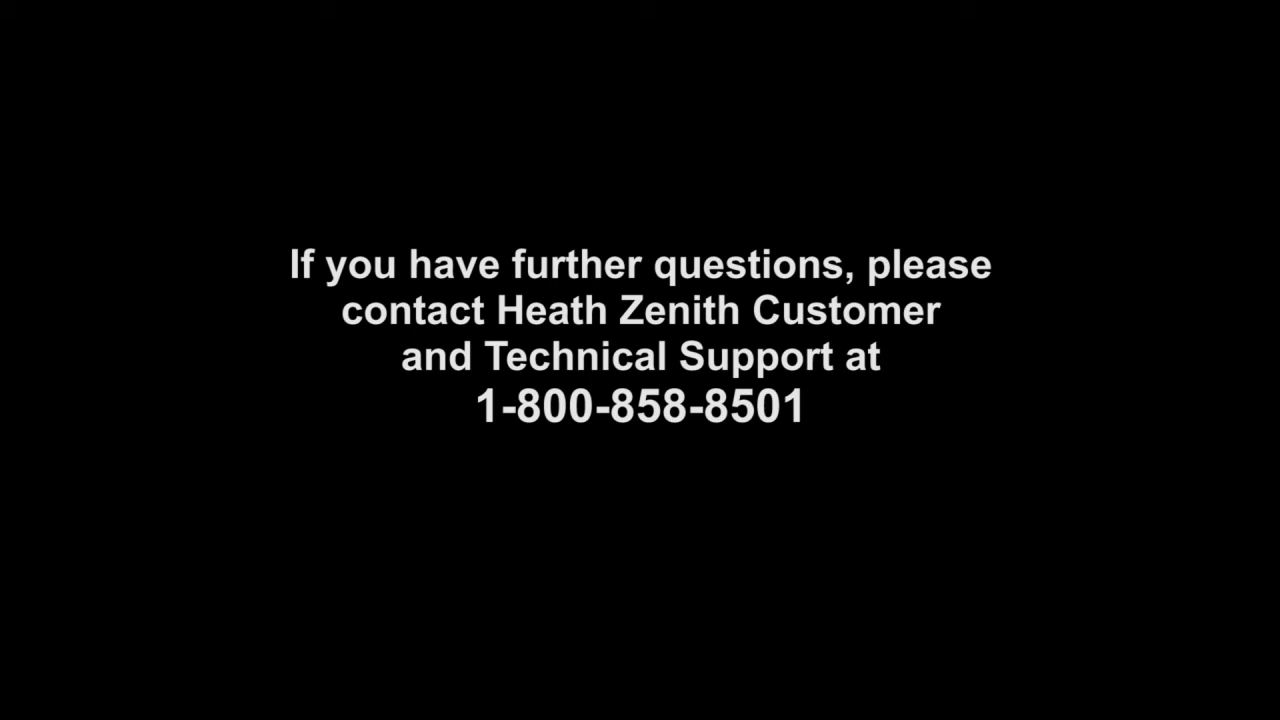 If you have further questions, please
contact Heath Zenith Customer
and Technical Support at
1-800-858-8501